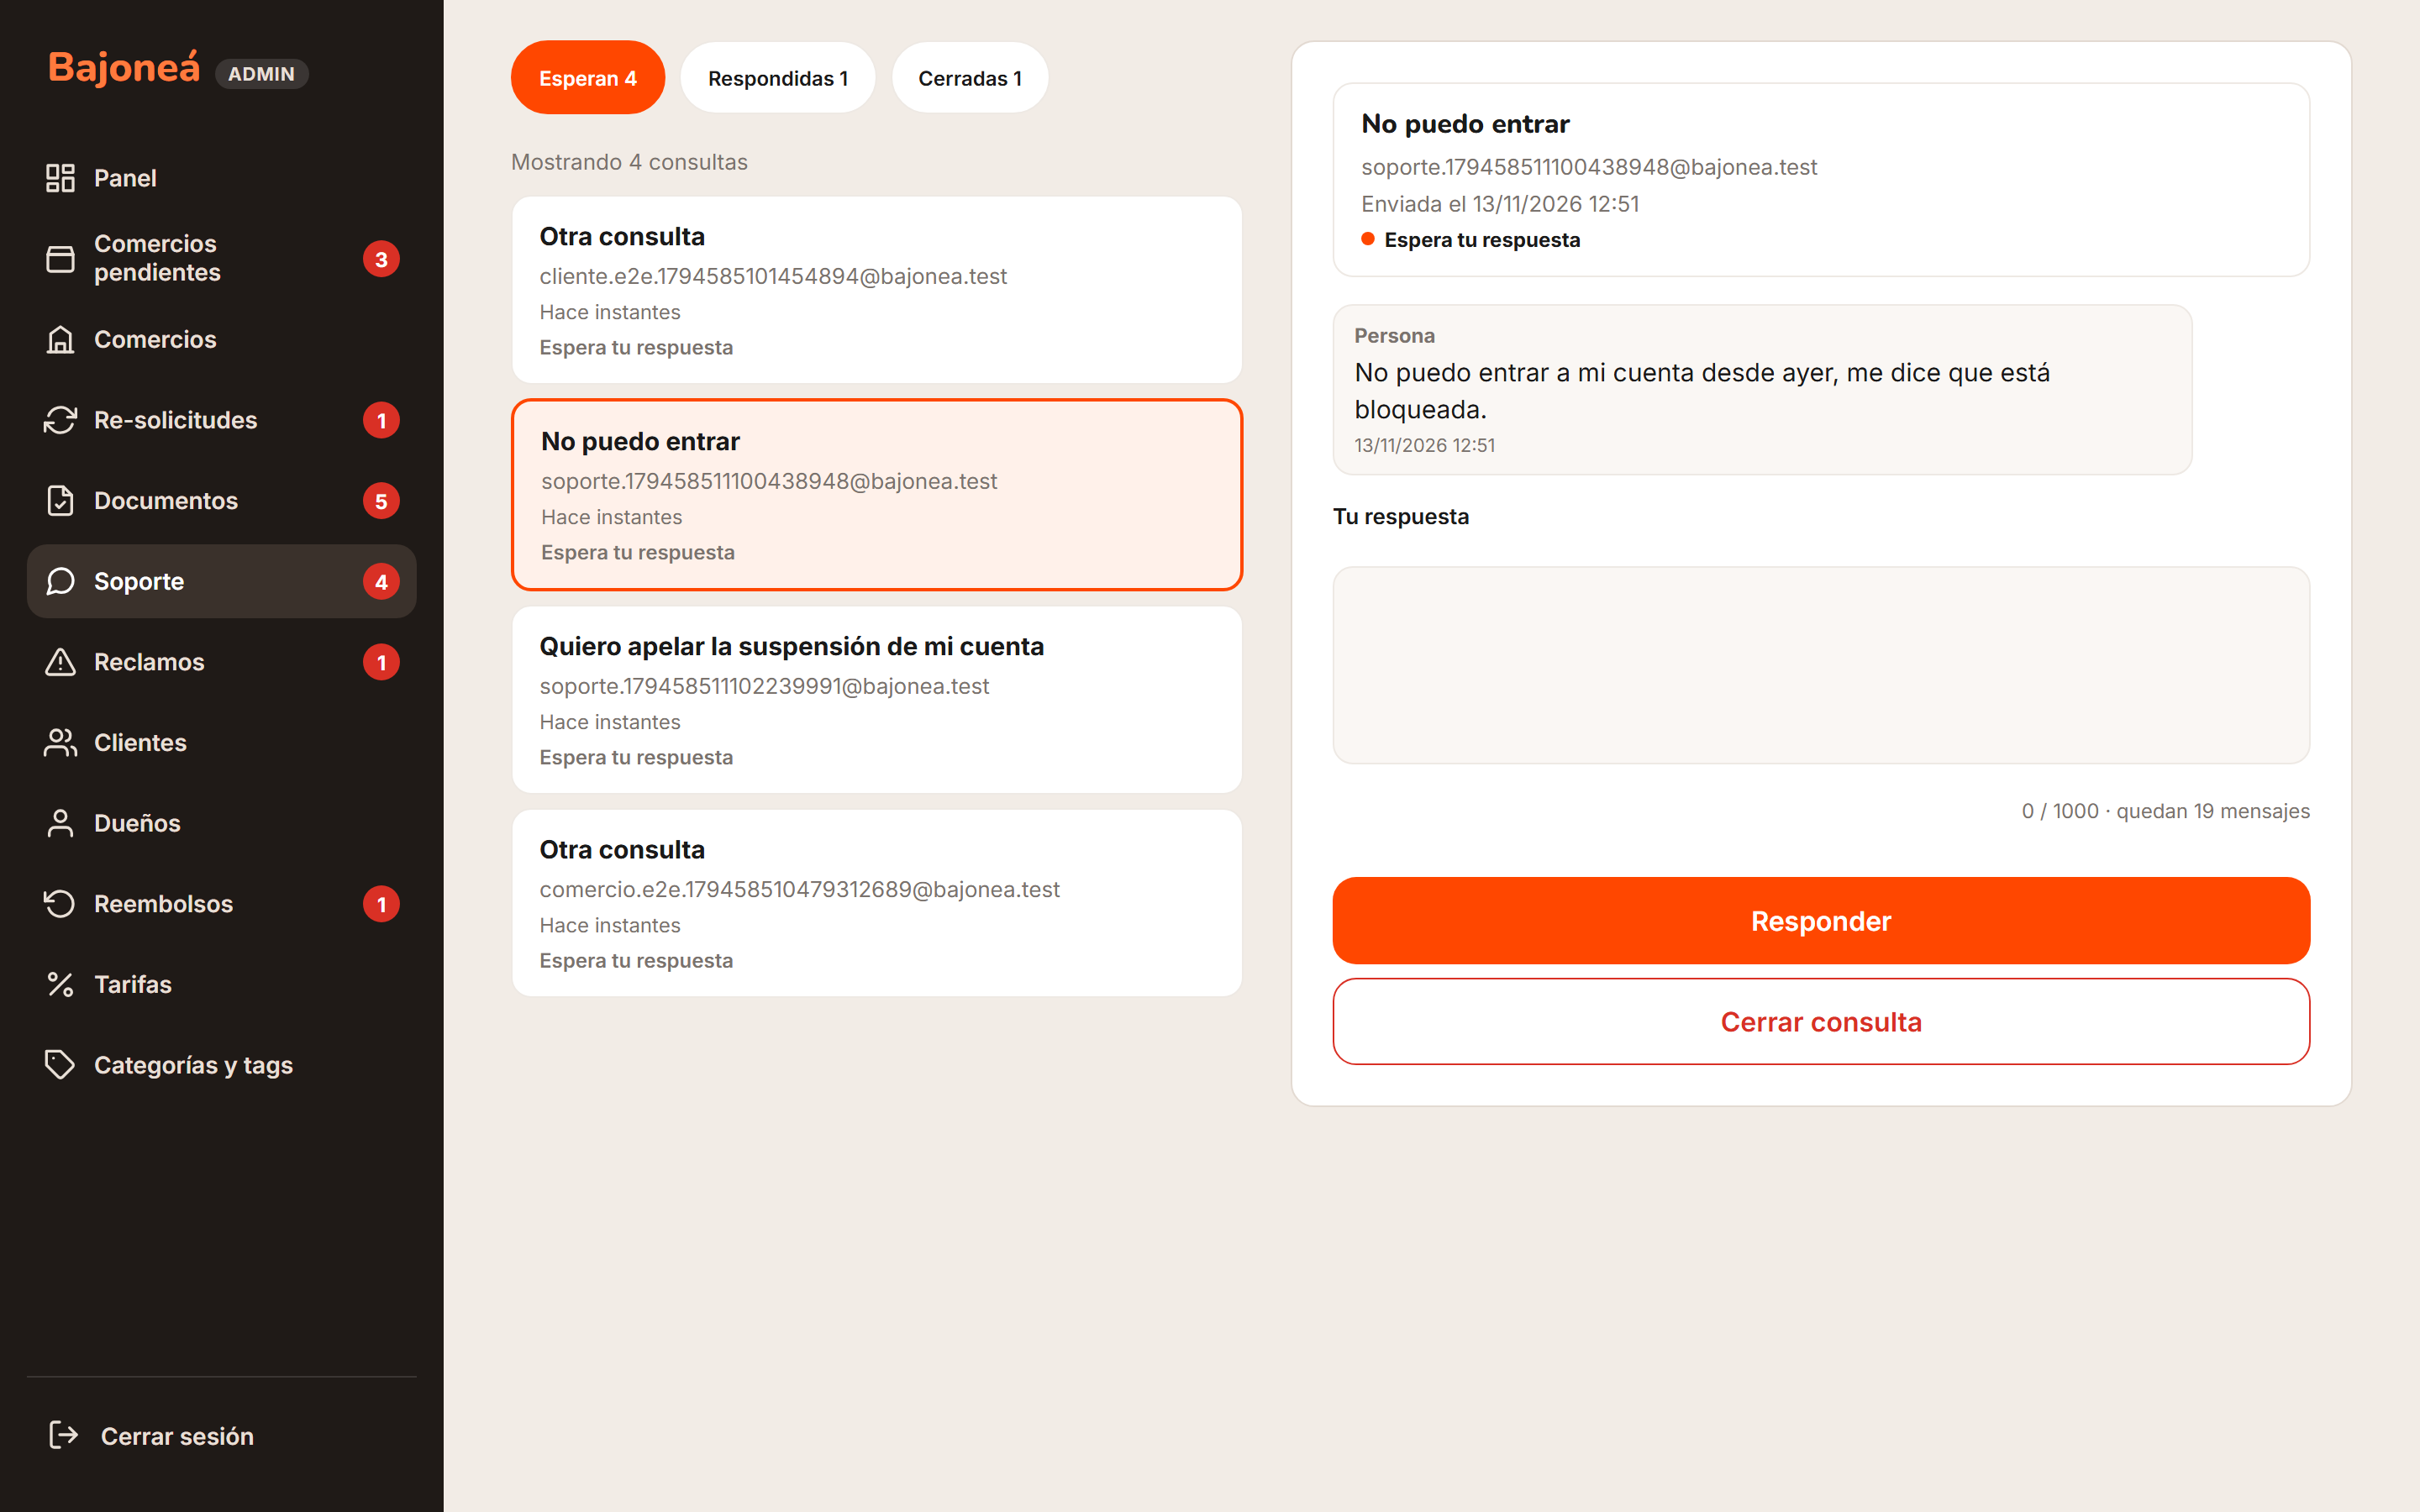 Bajoneá ADMIN
Panel
Comercios
pendientes 3
Comercios
Re-solicitudes 1
Documentos 5
Soporte 4
Reclamos 1
Clientes
Dueños
Reembolsos 1
Tarifas
Categorías y tags
Cerrar sesión
Esperan 4
Respondidas 1
Cerradas 1
Mostrando 4 consultas
Otra consulta
cliente.e2e.1794585101454894@bajonea.test
Hace instantes
Espera tu respuesta
No puedo entrar
soporte.179458511100438948@bajonea.test
Hace instantes
Espera tu respuesta
Quiero apelar la suspensión de mi cuenta
soporte.179458511102239991@bajonea.test
Hace instantes
Espera tu respuesta
Otra consulta
comercio.e2e.179458510479312689@bajonea.test
Hace instantes
Espera tu respuesta
No puedo entrar
soporte.179458511100438948@bajonea.test
Enviada el 13/11/2026 12:51
Espera tu respuesta
Persona
No puedo entrar a mi cuenta desde ayer, me dice que está
bloqueada.
13/11/2026 12:51
Tu respuesta
0 / 1000 · quedan 19 mensajes
Responder
Cerrar consulta